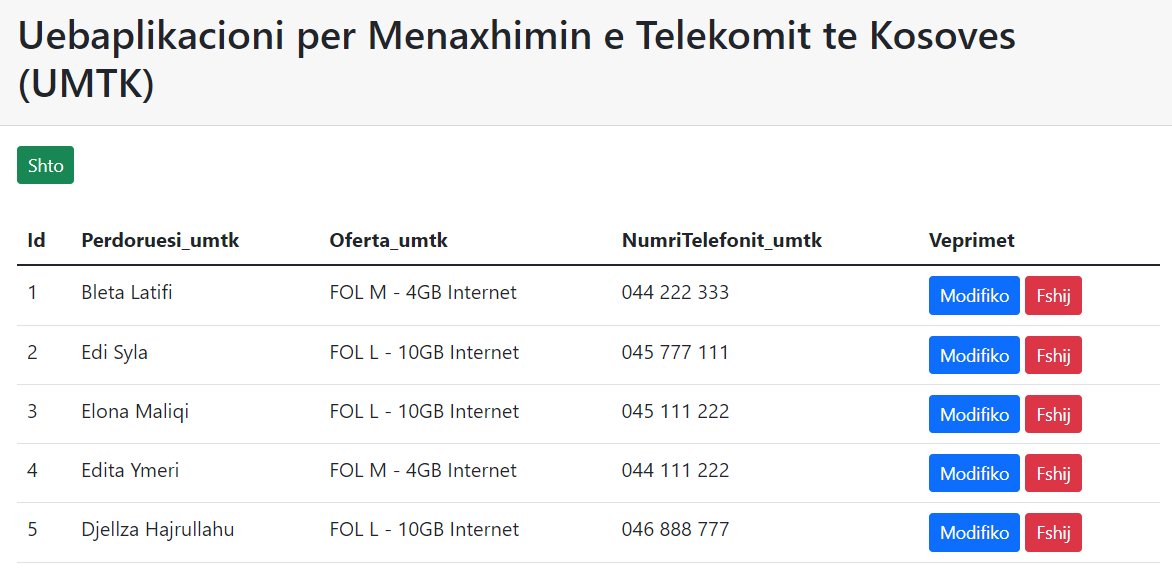 Uebaplikacioni per Menaxhimin e Telekomit te Kosoves
(UMTK)
Shto
Id Perdoruesi_umtk Oferta_umtk NumriTelefonit_umtk Veprimet
1 Bleta Latifi FOL M - 4GB Internet 044 222 333 Modifiko Fshij
2 Edi Syla FOL L - 10GB Internet 045 777 111 Modifiko Fshij
3 Elona Maliqi FOL L - 10GB Internet 045 111 222 Modifiko Fshij
4 Edita Ymeri FOL M - 4GB Internet 044 111 222 Modifiko Fshij
5 Djellza Hajrullahu FOL L - 10GB Internet 046 888 777 Modifiko Fshij